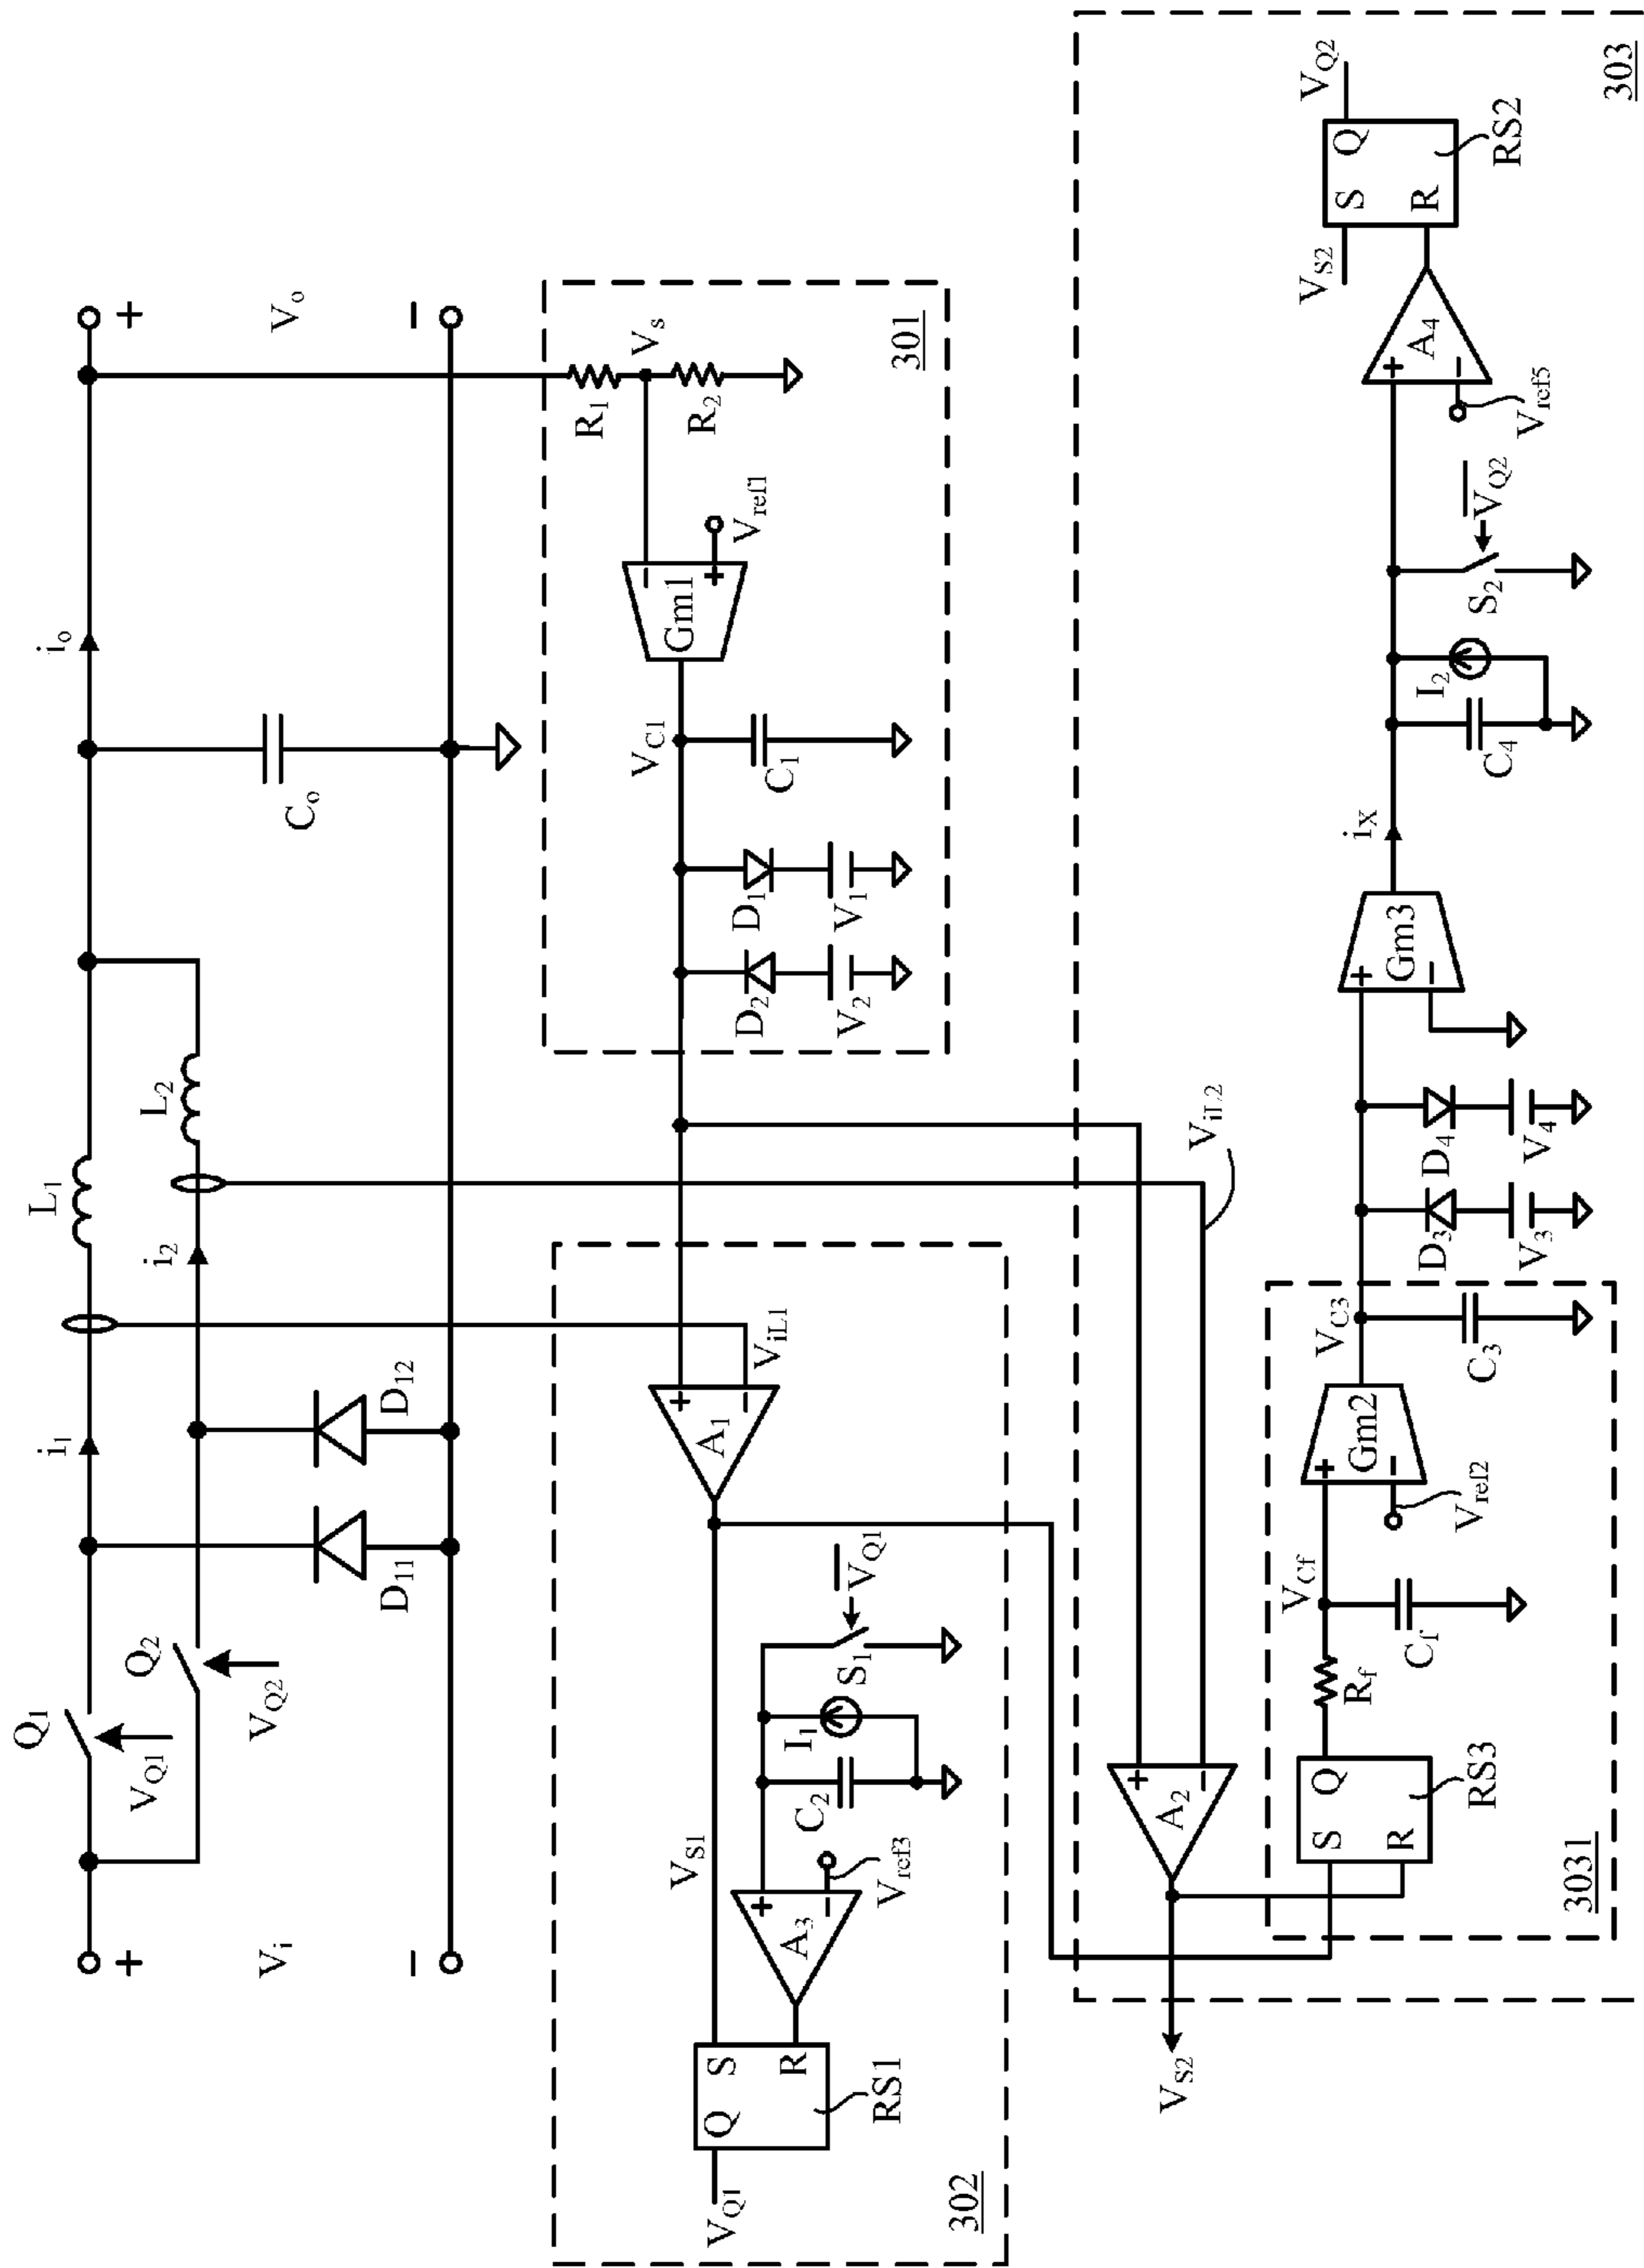 Vi
+
−
Q1
VQ1
Q2
VQ2
i1
i2
D11
D12
L1
L2
Co
io
+
Vo
−
301
R1
Vs
R2
−
+
Gm1
Vref1
VC1
C1
D1
V1
D2
V2
302
+
−
A1
ViL1
VS1
S1
VQ1
I1
C2
+
−
A3
Vref3
S
R
Q
RS1
VQ1
303
ViL2
+
−
A2
VS2
3031
S
R
Q
RS3
Rf
VCf
Cf
+
−
Gm2
Vref2
VC3
C3
D3
V3
D4
V4
+
−
Gm3
iX
C4
I2
S2
VQ2
+
−
A4
Vref5
VS2
S
R
Q
RS2
VQ2